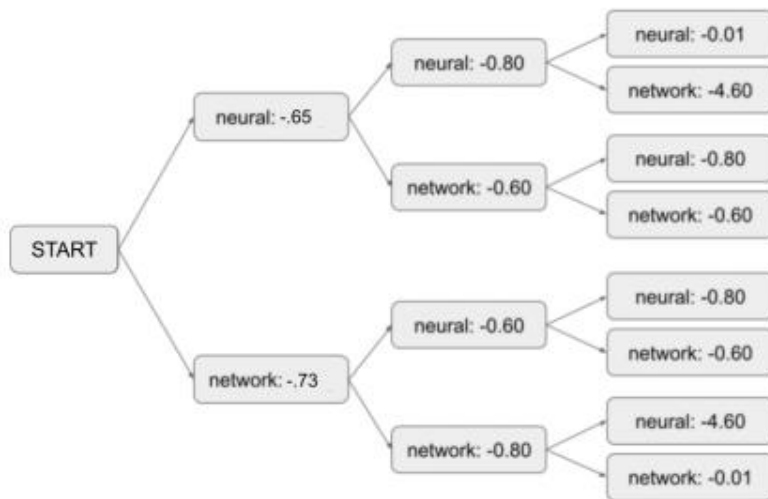 START
neural: -.65
network: -.73
neural: -0.80
network: -0.60
neural: -0.60
network: -0.80
neural: -0.01
network: -4.60
neural: -0.80
network: -0.60
neural: -0.80
network: -0.60
neural: -4.60
network: -0.01